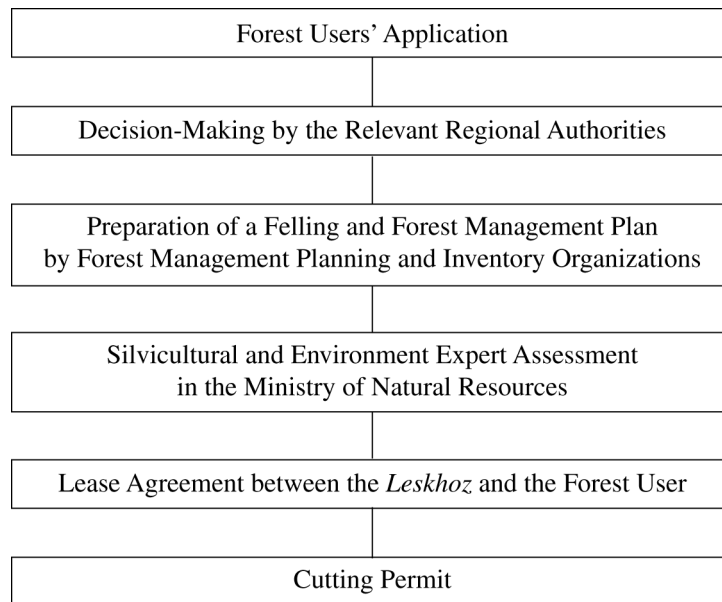 Forest Users’ Application
Decision-Making by the Relevant Regional Authorities
Preparation of a Felling and Forest Management Plan
by Forest Management Planning and Inventory Organizations
Silvicultural and Environment Expert Assessment
in the Ministry of Natural Resources
Lease Agreement between the Leskhoz and the Forest User
Cutting Permit